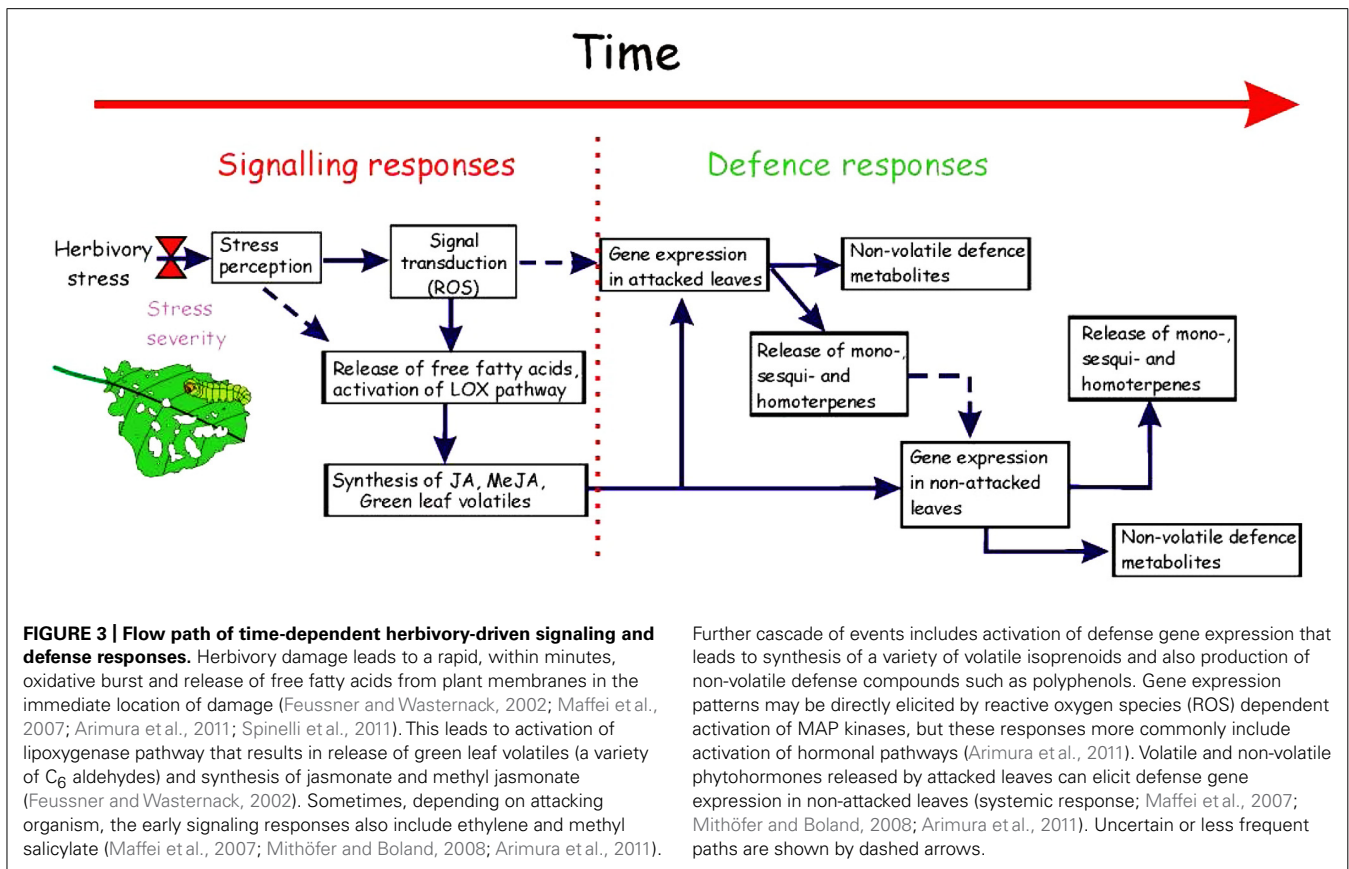 Time
Signalling responses
Defence responses
Herbivory
stress
Stress
perception
Signal
transduction
(ROS)
Gene expression
in attacked leaves
Non-volatile defence
metabolites
Stress
severity
Release of free fatty acids,
activation of LOX pathway
Release of mono-,
sesqui- and
homoterpenes
Release of mono-,
sesqui- and
homoterpenes
Synthesis of JA, MeJA,
Green leaf volatiles
Gene expression
in non-attacked
leaves
Non-volatile defence
metabolites
FIGURE 3 | Flow path of time-dependent herbivory-driven signaling and
defense responses. Herbivory damage leads to a rapid, within minutes,
oxidative burst and release of free fatty acids from plant membranes in the
immediate location of damage (Feussner and Wasternack, 2002; Maffei et al.,
2007; Arimura et al., 2011; Spinelli et al., 2011). This leads to activation of
lipoxygenase pathway that results in release of green leaf volatiles (a variety
of C6 aldehydes) and synthesis of jasmonate and methyl jasmonate
(Feussner and Wasternack, 2002). Sometimes, depending on attacking
organism, the early signaling responses also include ethylene and methyl
salicylate (Maffei et al., 2007; Mithöfer and Boland, 2008; Arimura et al., 2011).
Further cascade of events includes activation of defense gene expression that
leads to synthesis of a variety of volatile isoprenoids and also production of
non-volatile defense compounds such as polyphenols. Gene expression
patterns may be directly elicited by reactive oxygen species (ROS) dependent
activation of MAP kinases, but these responses more commonly include
activation of hormonal pathways (Arimura et al., 2011). Volatile and non-volatile
phytohormones released by attacked leaves can elicit defense gene
expression in non-attacked leaves (systemic response; Maffei et al., 2007;
Mithöfer and Boland, 2008; Arimura et al., 2011). Uncertain or less frequent
paths are shown by dashed arrows.